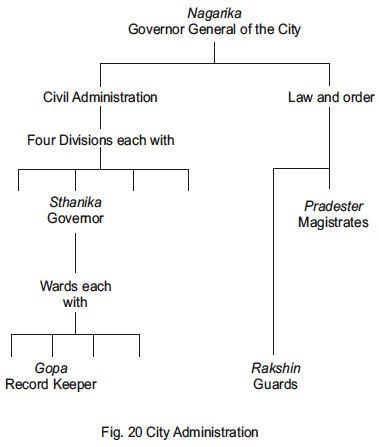 Nagarika
Governor General of the City
Civil Administration
Law and order
Four Divisions each with
Sthanika
Governor
Pradester
Magistrates
Wards each
with
Gopa
Record Keeper
Rakshin
Guards
Fig. 20 City Administration